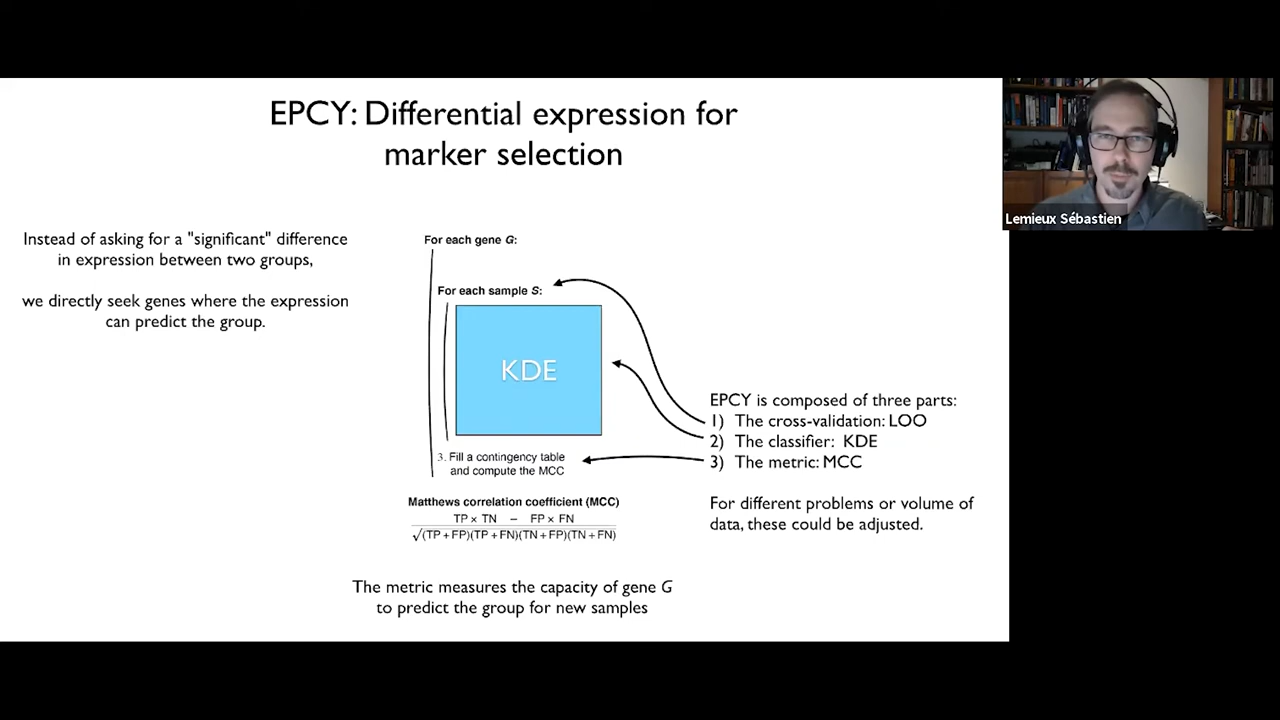 EPCY: Differential expression for
marker selection
Lemieux Sébastien
Instead of asking for a "significant" difference
in expression between two groups,
we directly seek genes where the expression
can predict the group.
For each gene G:
For each sample S:
KDE
3. Fill a contingency table
and compute the MCC
Matthews correlation coefficient (MCC)
TP × TN − FP × FN
√(TP + FP)(TP + FN)(TN + FP)(TN + FN)
EPCY is composed of three parts:
1) The cross-validation: LOO
2) The classifier: KDE
3) The metric: MCC
For different problems or volume of
data, these could be adjusted.
The metric measures the capacity of gene G
to predict the group for new samples